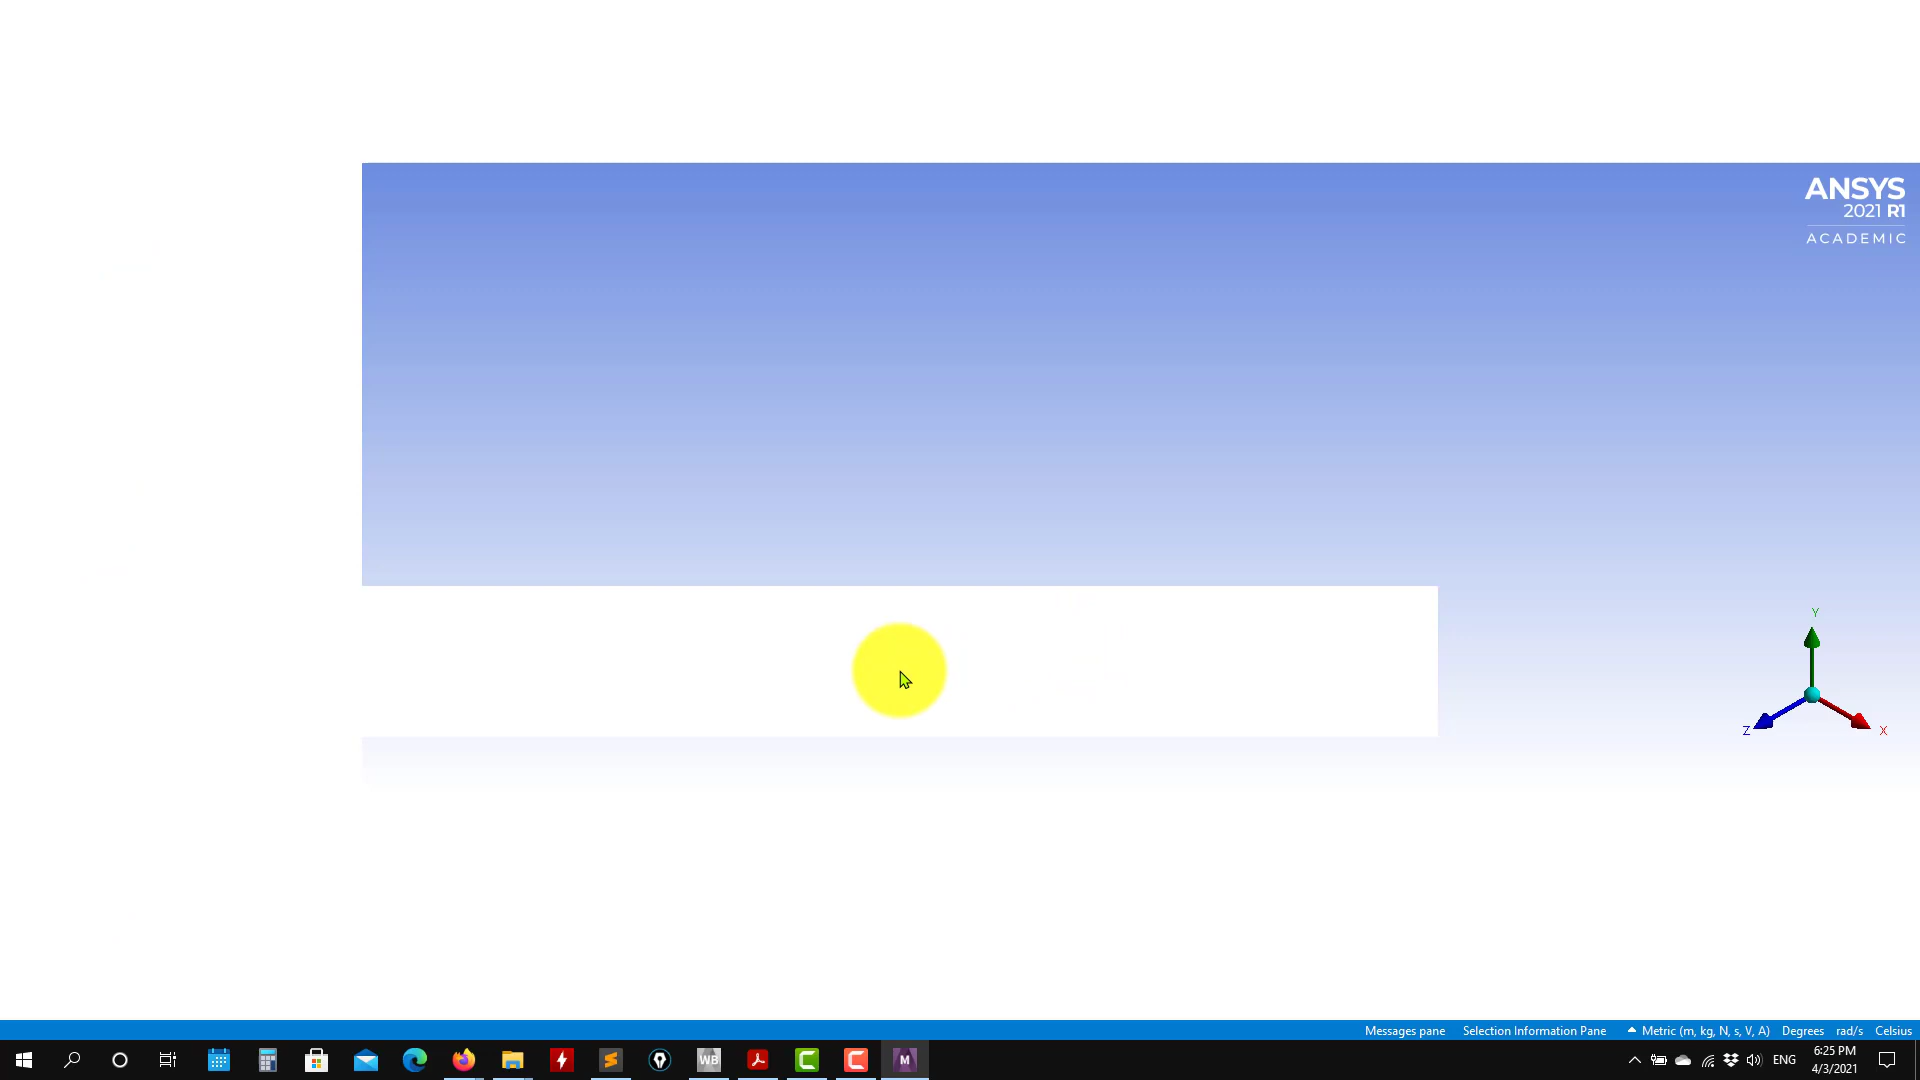 ANSYS
2021 R1
ACADEMIC
Y
Z
X
Messages pane
Selection Information Pane
Metric (m, kg, N, s, V, A)
Degrees
rad/s
Celsius
WB
M
ENG
6:25 PM
4/3/2021